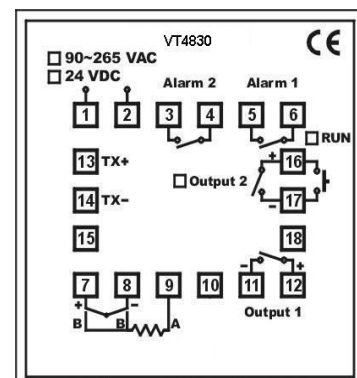 VT4830
CE
90~265 VAC
24 VDC
Alarm 2 Alarm 1
1 2 3 4 5 6
RUN
13 TX+ + 16
Output 2
14 TX− − 17
15 18
− +
7 8 9 10 11 12
+ −
B B A
Output 1